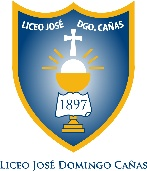 LICEO JOSÉ DGO. CAÑAS
1897
LICEO JOSÉ DOMINGO CAÑAS